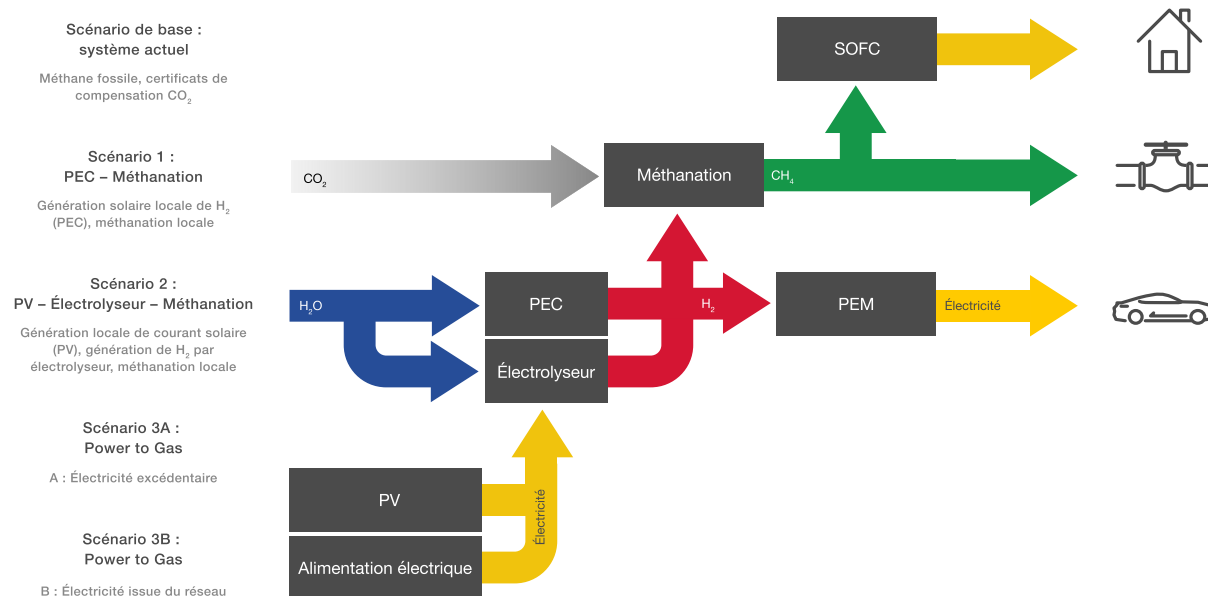 Scénario de base :
système actuel
Méthane fossile, certificats de
compensation CO₂
Scénario 1 :
PEC – Méthanation
Génération solaire locale de H₂
(PEC), méthanation locale
Scénario 2 :
PV – Électrolyseur – Méthanation
Génération locale de courant solaire
(PV), génération de H₂ par
électrolyseur, méthanation locale
Scénario 3A :
Power to Gas
A : Électricité excédentaire
Scénario 3B :
Power to Gas
B : Électricité issue du réseau
SOFC
CO₂
Méthanation
CH₄
H₂O
PEC
H₂
PEM
Électricité
Électrolyseur
PV
Électricité
Alimentation électrique